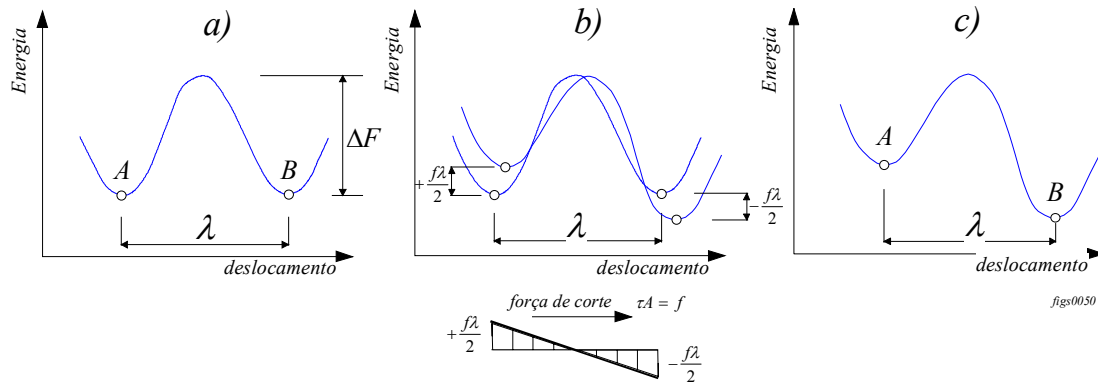 a)
Energia
A
B
ΔF
λ
deslocamento
b)
Energia
+fλ/2
-fλ/2
λ
deslocamento
força de corte τA = f
+fλ/2
-fλ/2
c)
Energia
A
B
λ
deslocamento
figs0050